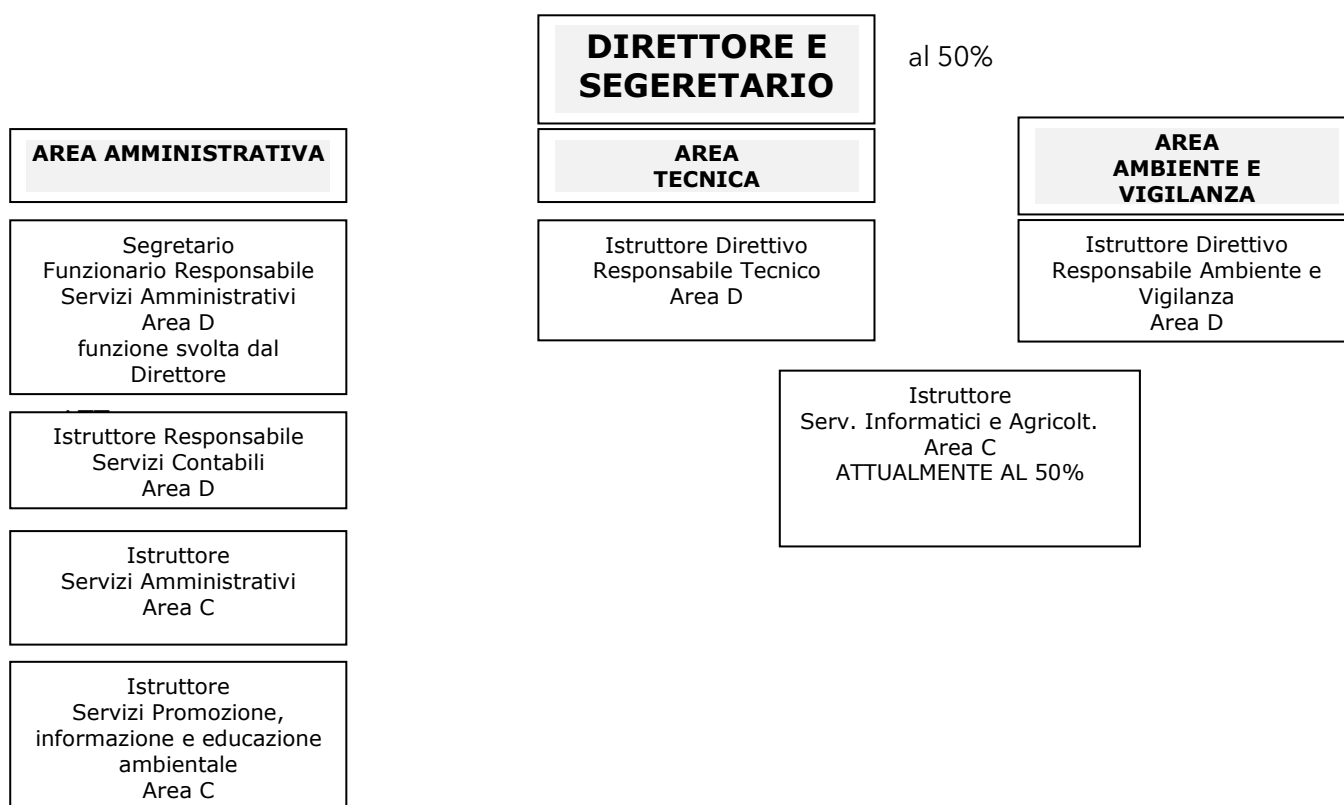 DIRETTORE E
SEGERETARIO
al 50%
AREA AMMINISTRATIVA
Segretario
Funzionario Responsabile
Servizi Amministrativi
Area D
funzione svolta dal
Direttore
Istruttore Responsabile
Servizi Contabili
Area D
Istruttore
Servizi Amministrativi
Area C
Istruttore
Servizi Promozione,
informazione e educazione
ambientale
Area C
AREA
TECNICA
Istruttore Direttivo
Responsabile Tecnico
Area D
AREA
AMBIENTE E
VIGILANZA
Istruttore Direttivo
Responsabile Ambiente e
Vigilanza
Area D
Istruttore
Serv. Informatici e Agricolt.
Area C
ATTUALMENTE AL 50%